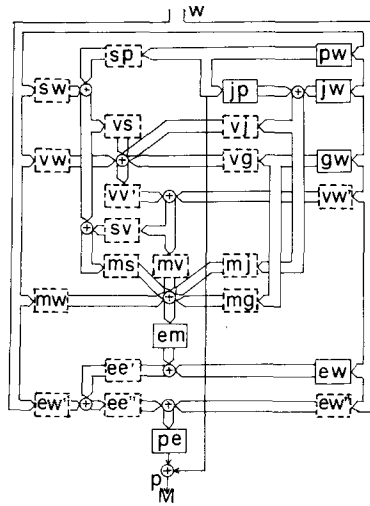 w
sp pw
sw jp jw
vs vj
vw vg gw
vv' vw'
sv
ms mv mj
mw mg
em
ee' ew
ew'' ee'' ew''
pe
p
M